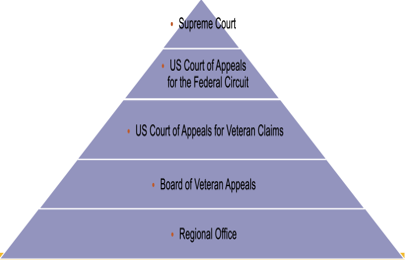 • Supreme Court
• US Court of Appeals
for the Federal Circuit
• US Court of Appeals for Veteran Claims
• Board of Veteran Appeals
• Regional Office